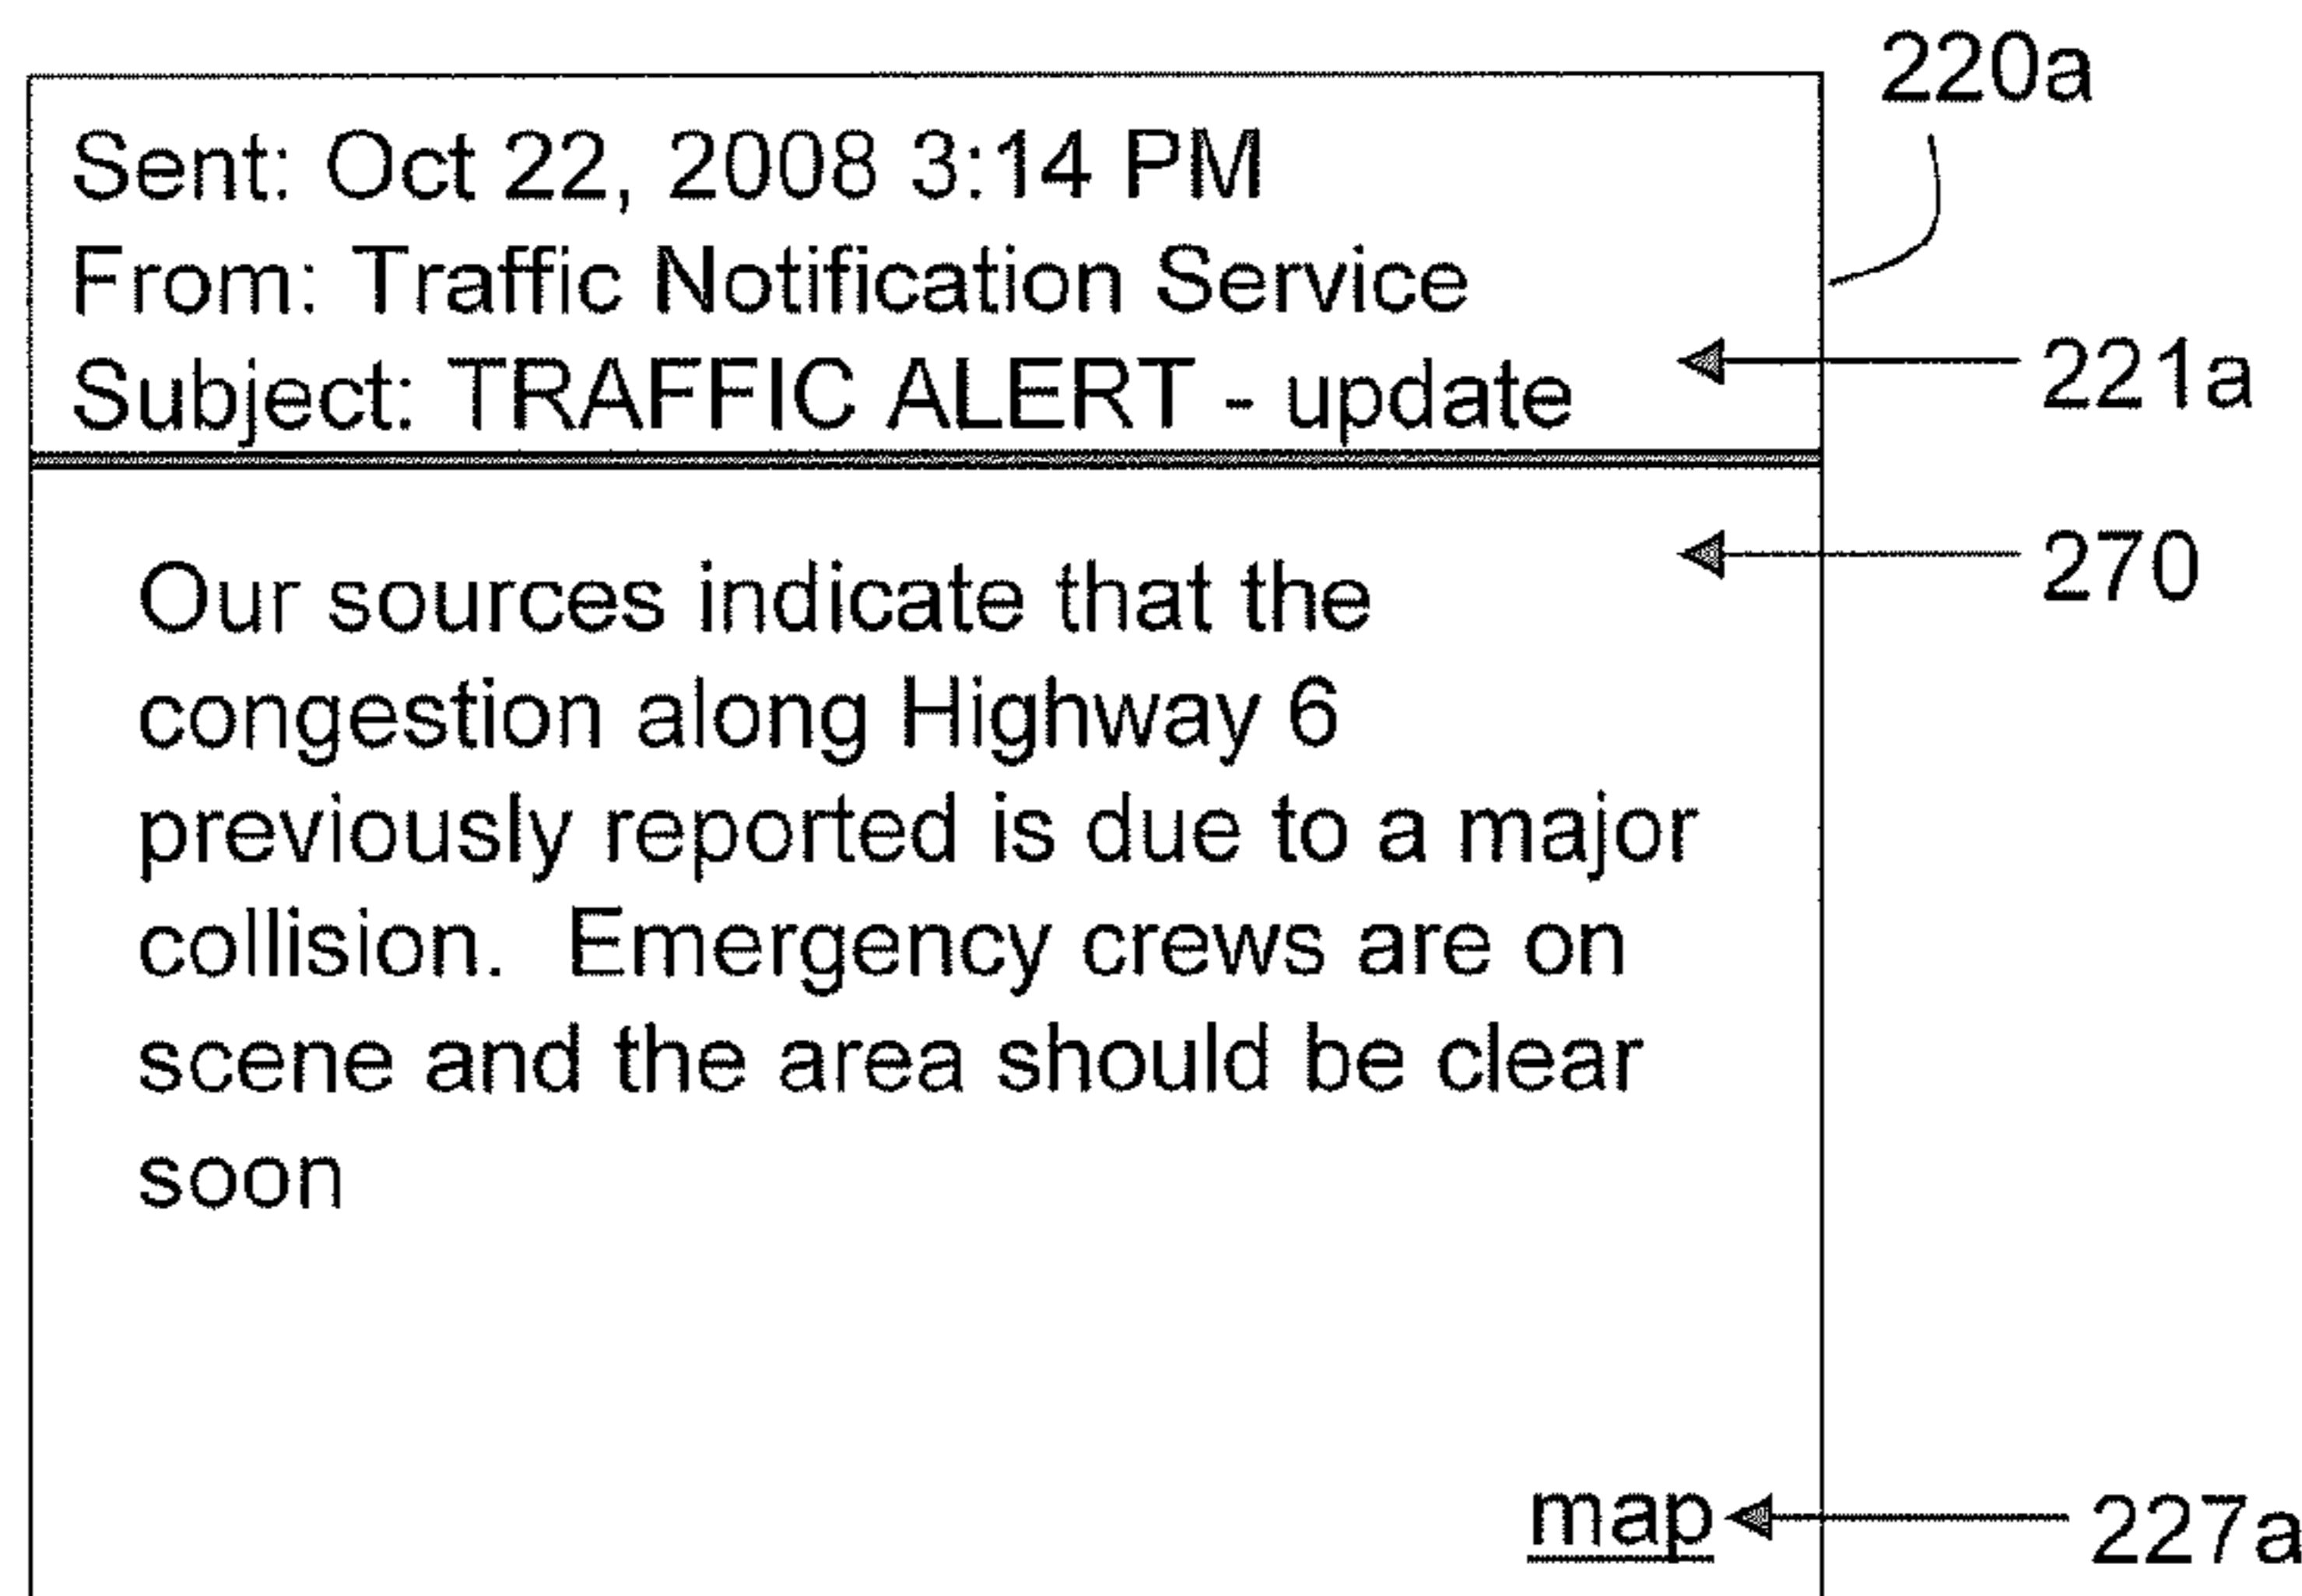 220a
Sent: Oct 22, 2008 3:14 PM
From: Traffic Notification Service
Subject: TRAFFIC ALERT - update
221a
270
Our sources indicate that the
congestion along Highway 6
previously reported is due to a major
collision.  Emergency crews are on
scene and the area should be clear
soon
map
227a